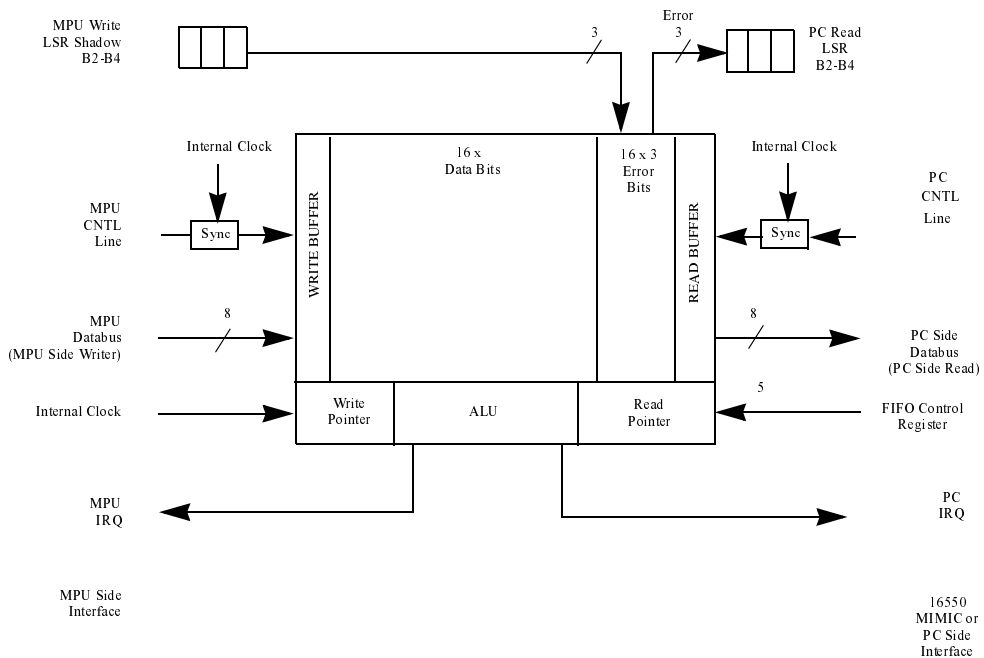 MPU Write
LSR Shadow
B2-B4
3
Error
3
PC Read
LSR
B2-B4
Internal Clock
16 x
Data Bits
16 x 3
Error
Bits
Internal Clock
MPU
CNTL
Line
Sync
WRITE BUFFER
READ BUFFER
Sync
PC
CNTL
Line
MPU
Databus
(MPU Side Writer)
8
8
PC Side
Databus
(PC Side Read)
Internal Clock
Write
Pointer
ALU
Read
Pointer
5
FIFO Control
Register
MPU
IRQ
PC
IRQ
MPU Side
Interface
16550
MIMIC or
PC Side
Interface